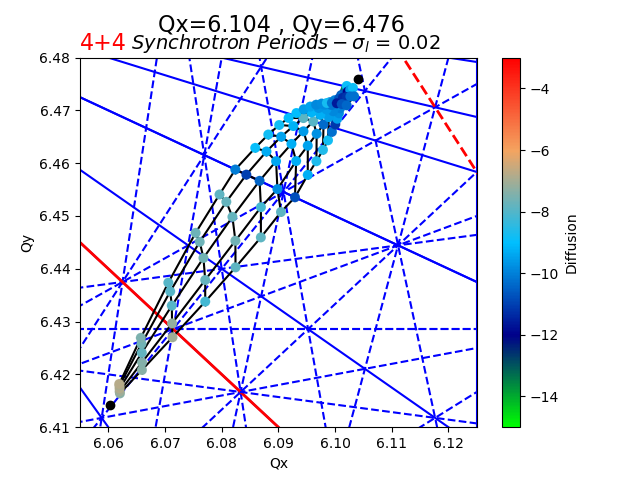 Qx=6.104 , Qy=6.476
4+4 Synchrotron Periods − σl = 0.02
6.48
6.47
6.46
6.45
6.44
6.43
6.42
6.41
Qy
6.06 6.07 6.08 6.09 6.10 6.11 6.12
Qx
−4
−6
−8
−10
−12
−14
Diffusion